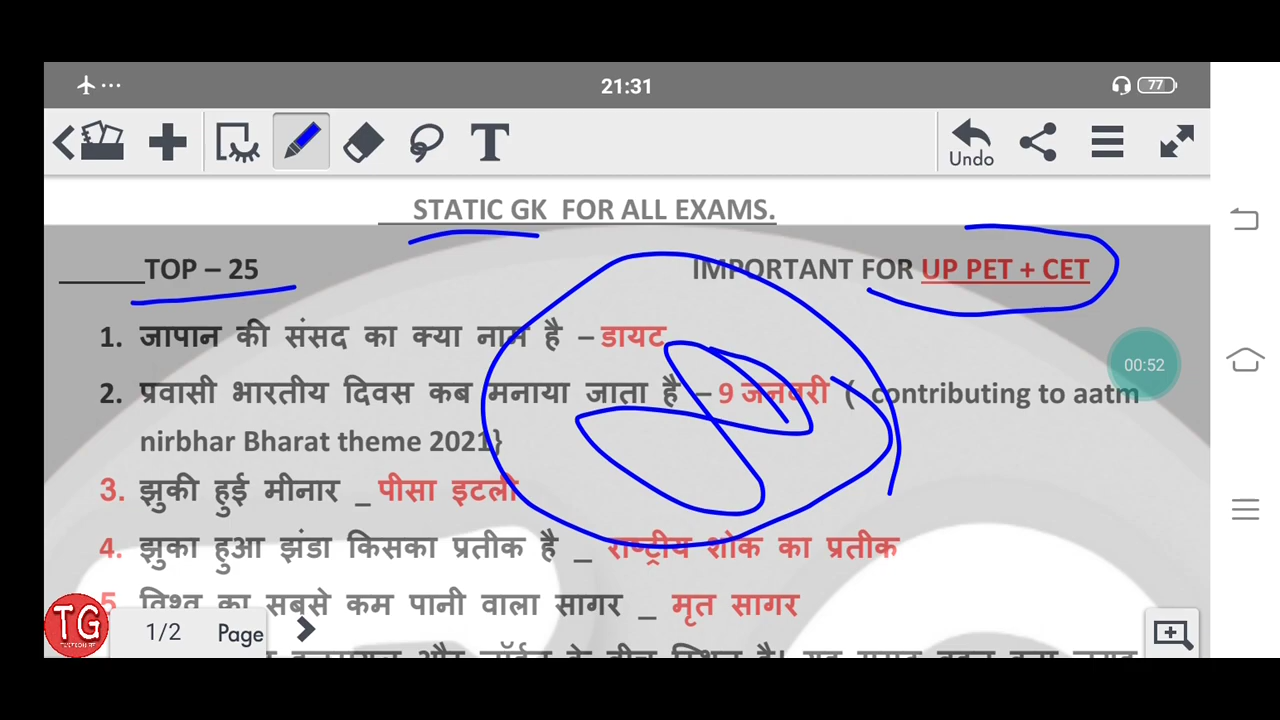 21:31
77
T
Undo
STATIC GK FOR ALL EXAMS.
TOP – 25
IMPORTANT FOR UP PET + CET
1. जापान की संसद का क्या नाम है – डायट
2. प्रवासी भारतीय दिवस कब मनाया जाता है – 9 जनवरी ( contributing to aatm
nirbhar Bharat theme 2021}
3. झुकी हुई मीनार _ पीसा इटली
4. झुका हुआ झंडा किसका प्रतीक है _ राष्ट्रीय शोक का प्रतीक
5 विश्व का सबसे कम पानी वाला सागर _ मृत सागर
00:52
TG
1/2 Page